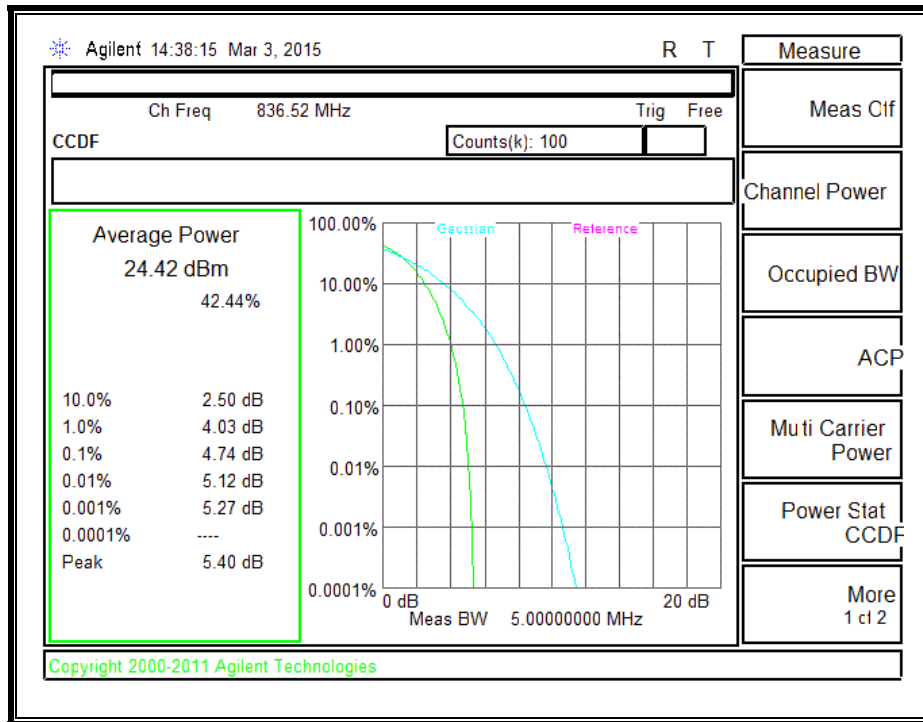 Agilent 14:38:15 Mar 3, 2015 R T
Measure
Ch Freq 836.52 MHz Trig Free
CCDF Counts(k): 100
Average Power
24.42 dBm
42.44%
10.0% 2.50 dB
1.0% 4.03 dB
0.1% 4.74 dB
0.01% 5.12 dB
0.001% 5.27 dB
0.0001% ----
Peak 5.40 dB
Gaussian Reference
100.00%
10.00%
1.00%
0.10%
0.01%
0.001%
0.0001%
0 dB 20 dB
Meas BW 5.00000000 MHz
Meas Off
Channel Power
Occupied BW
ACP
Multi Carrier
Power
Power Stat
CCDF
More
1 of 2
Copyright 2000-2011 Agilent Technologies